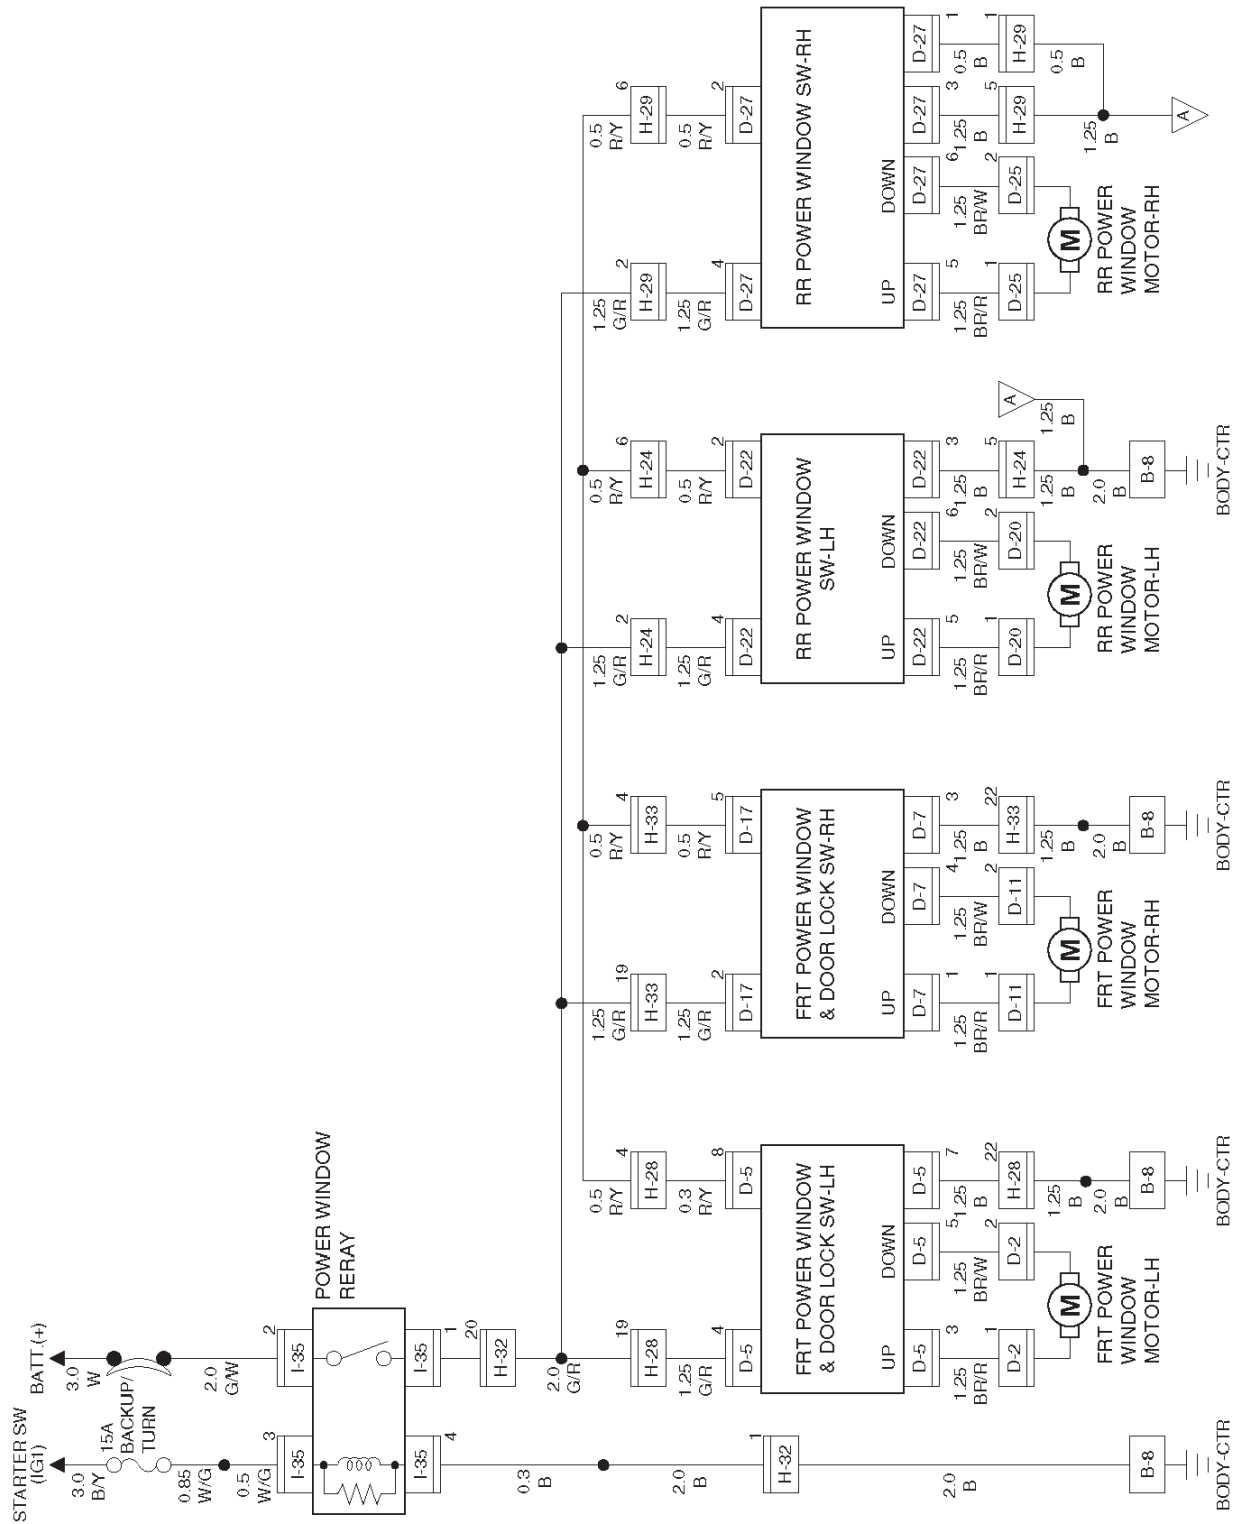 STARTER SW
(IG1)
3.0
B/Y
15A
BACKUP/
TURN
0.85
W/G
0.5
W/G
3
I-35
I-35
4
0.3
B
2.0
B
1
H-32
2.0
B
B-8
BODY-CTR
BATT.(+)
3.0
W
2.0
G/W
2
I-35
POWER WINDOW
RERAY
I-35
1
20
H-32
2.0
G/R
19
H-28
1.25
G/R
4
D-5
0.5
R/Y
4
H-28
0.3
R/Y
8
D-5
FRT POWER WINDOW
& DOOR LOCK SW-LH
UP
DOWN
D-5
3
1.25
BR/R
1
D-2
D-5
5
1.25
BR/W
2
D-2
D-5
7
1.25
B
22
H-28
1.25
B
2.0
B
B-8
BODY-CTR
M
FRT POWER
WINDOW
MOTOR-LH
1.25
G/R
19
H-33
1.25
G/R
2
D-17
0.5
R/Y
4
H-33
0.5
R/Y
5
D-17
FRT POWER WINDOW
& DOOR LOCK SW-RH
UP
DOWN
D-7
1
1.25
BR/R
1
D-11
D-7
4
1.25
BR/W
2
D-11
D-7
3
1.25
B
22
H-33
1.25
B
2.0
B
B-8
BODY-CTR
M
FRT POWER
WINDOW
MOTOR-RH
1.25
G/R
2
H-24
1.25
G/R
4
D-22
0.5
R/Y
6
H-24
0.5
R/Y
2
D-22
RR POWER WINDOW
SW-LH
UP
DOWN
D-22
5
1.25
BR/R
1
D-20
D-22
6
1.25
BR/W
2
D-20
D-22
3
1.25
B
5
H-24
1.25
B
A
1.25
B
2.0
B
B-8
BODY-CTR
M
RR POWER
WINDOW
MOTOR-LH
1.25
G/R
2
H-29
1.25
G/R
4
D-27
0.5
R/Y
6
H-29
0.5
R/Y
2
D-27
RR POWER WINDOW SW-RH
UP
DOWN
D-27
5
1.25
BR/R
1
D-25
D-27
6
1.25
BR/W
2
D-25
D-27
3
1.25
B
5
H-29
D-27
1
0.5
B
1
H-29
0.5
B
1.25
B
A
M
RR POWER
WINDOW
MOTOR-RH